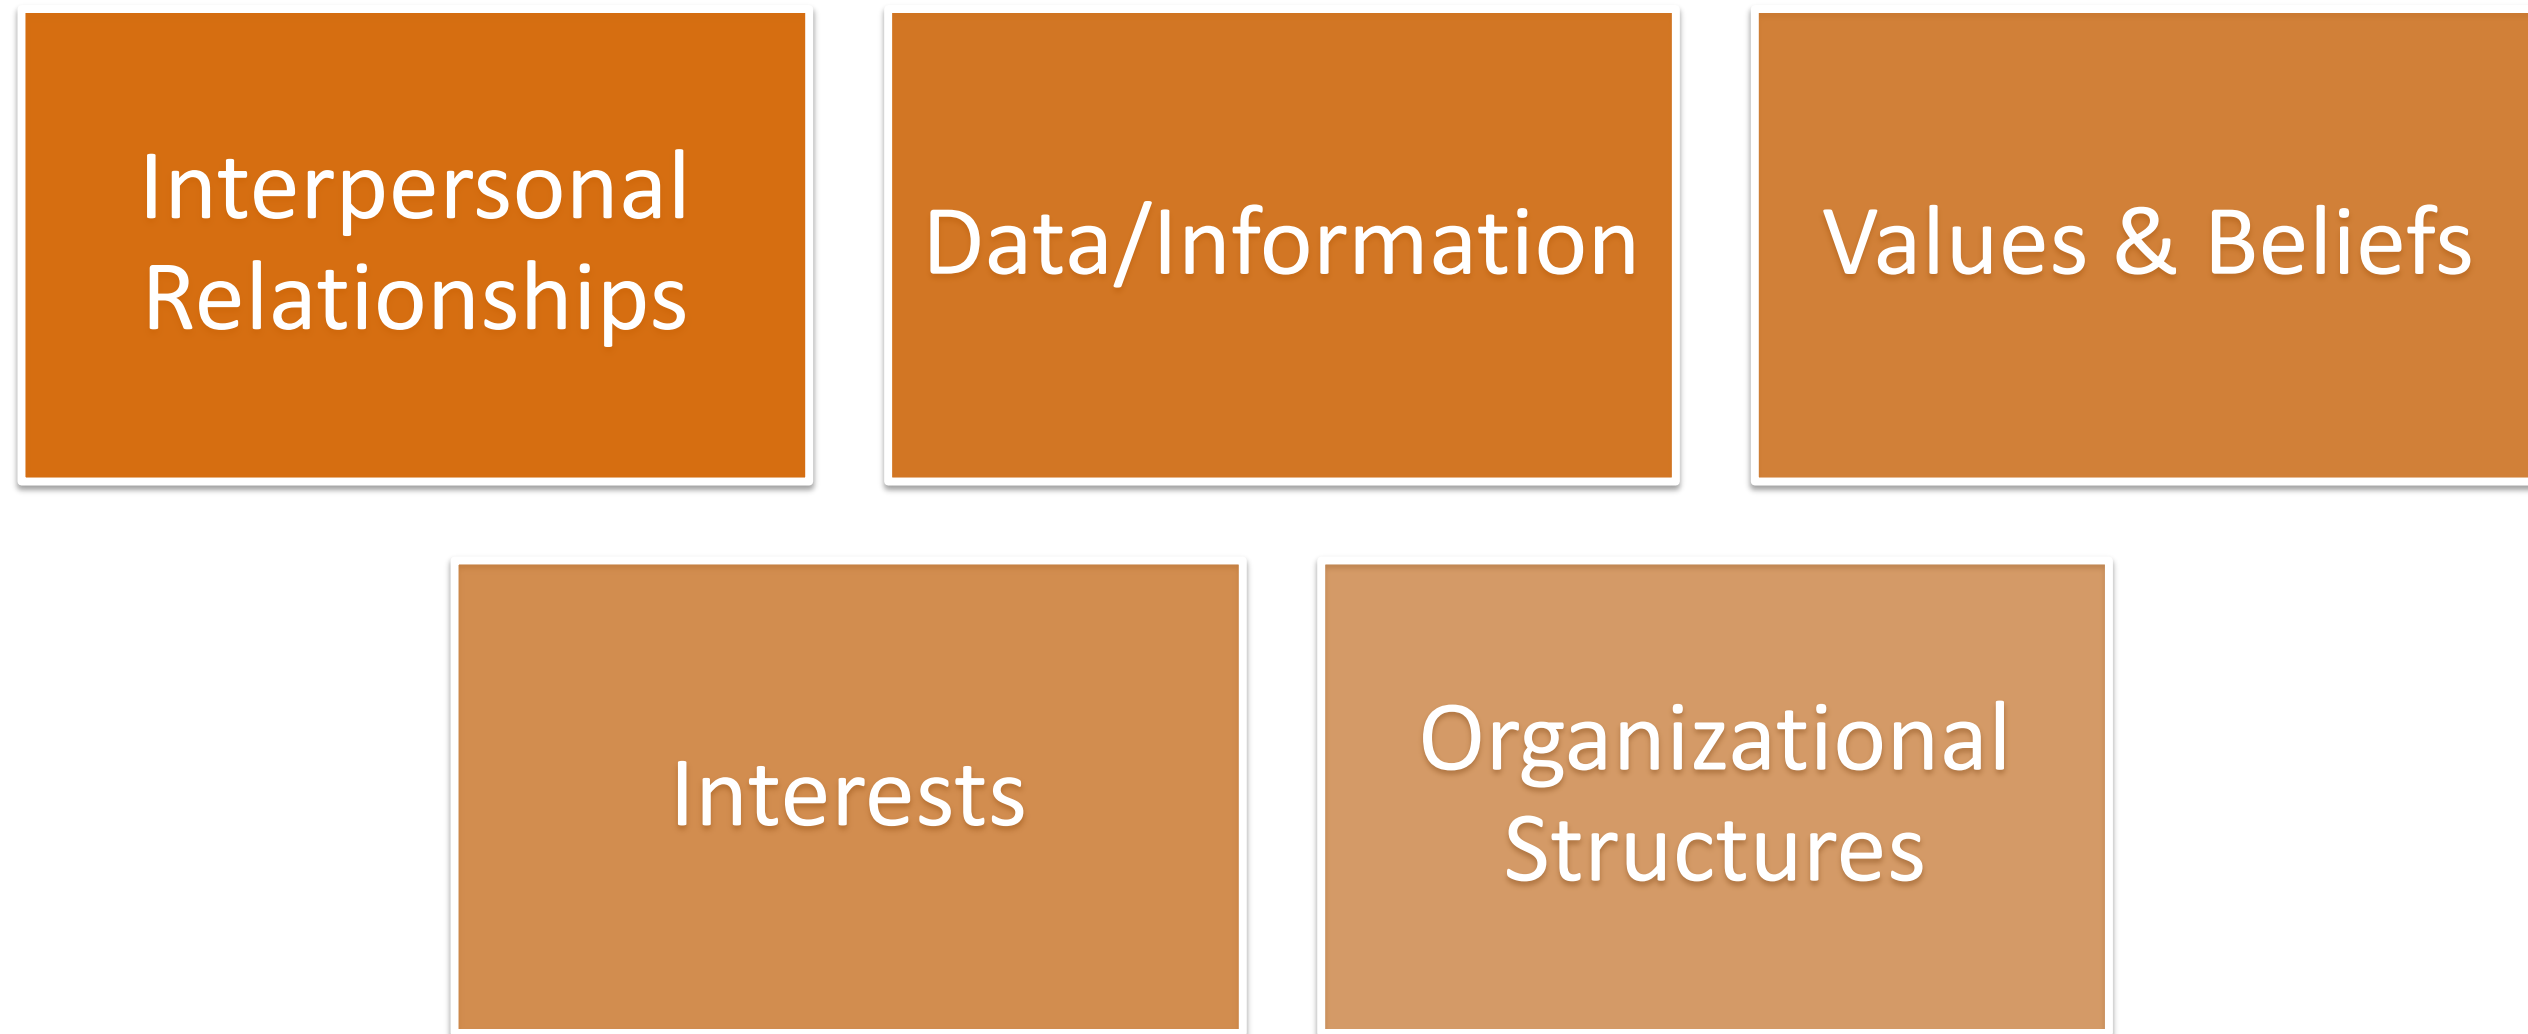 Interpersonal
Relationships
Data/Information
Values & Beliefs
Interests
Organizational
Structures